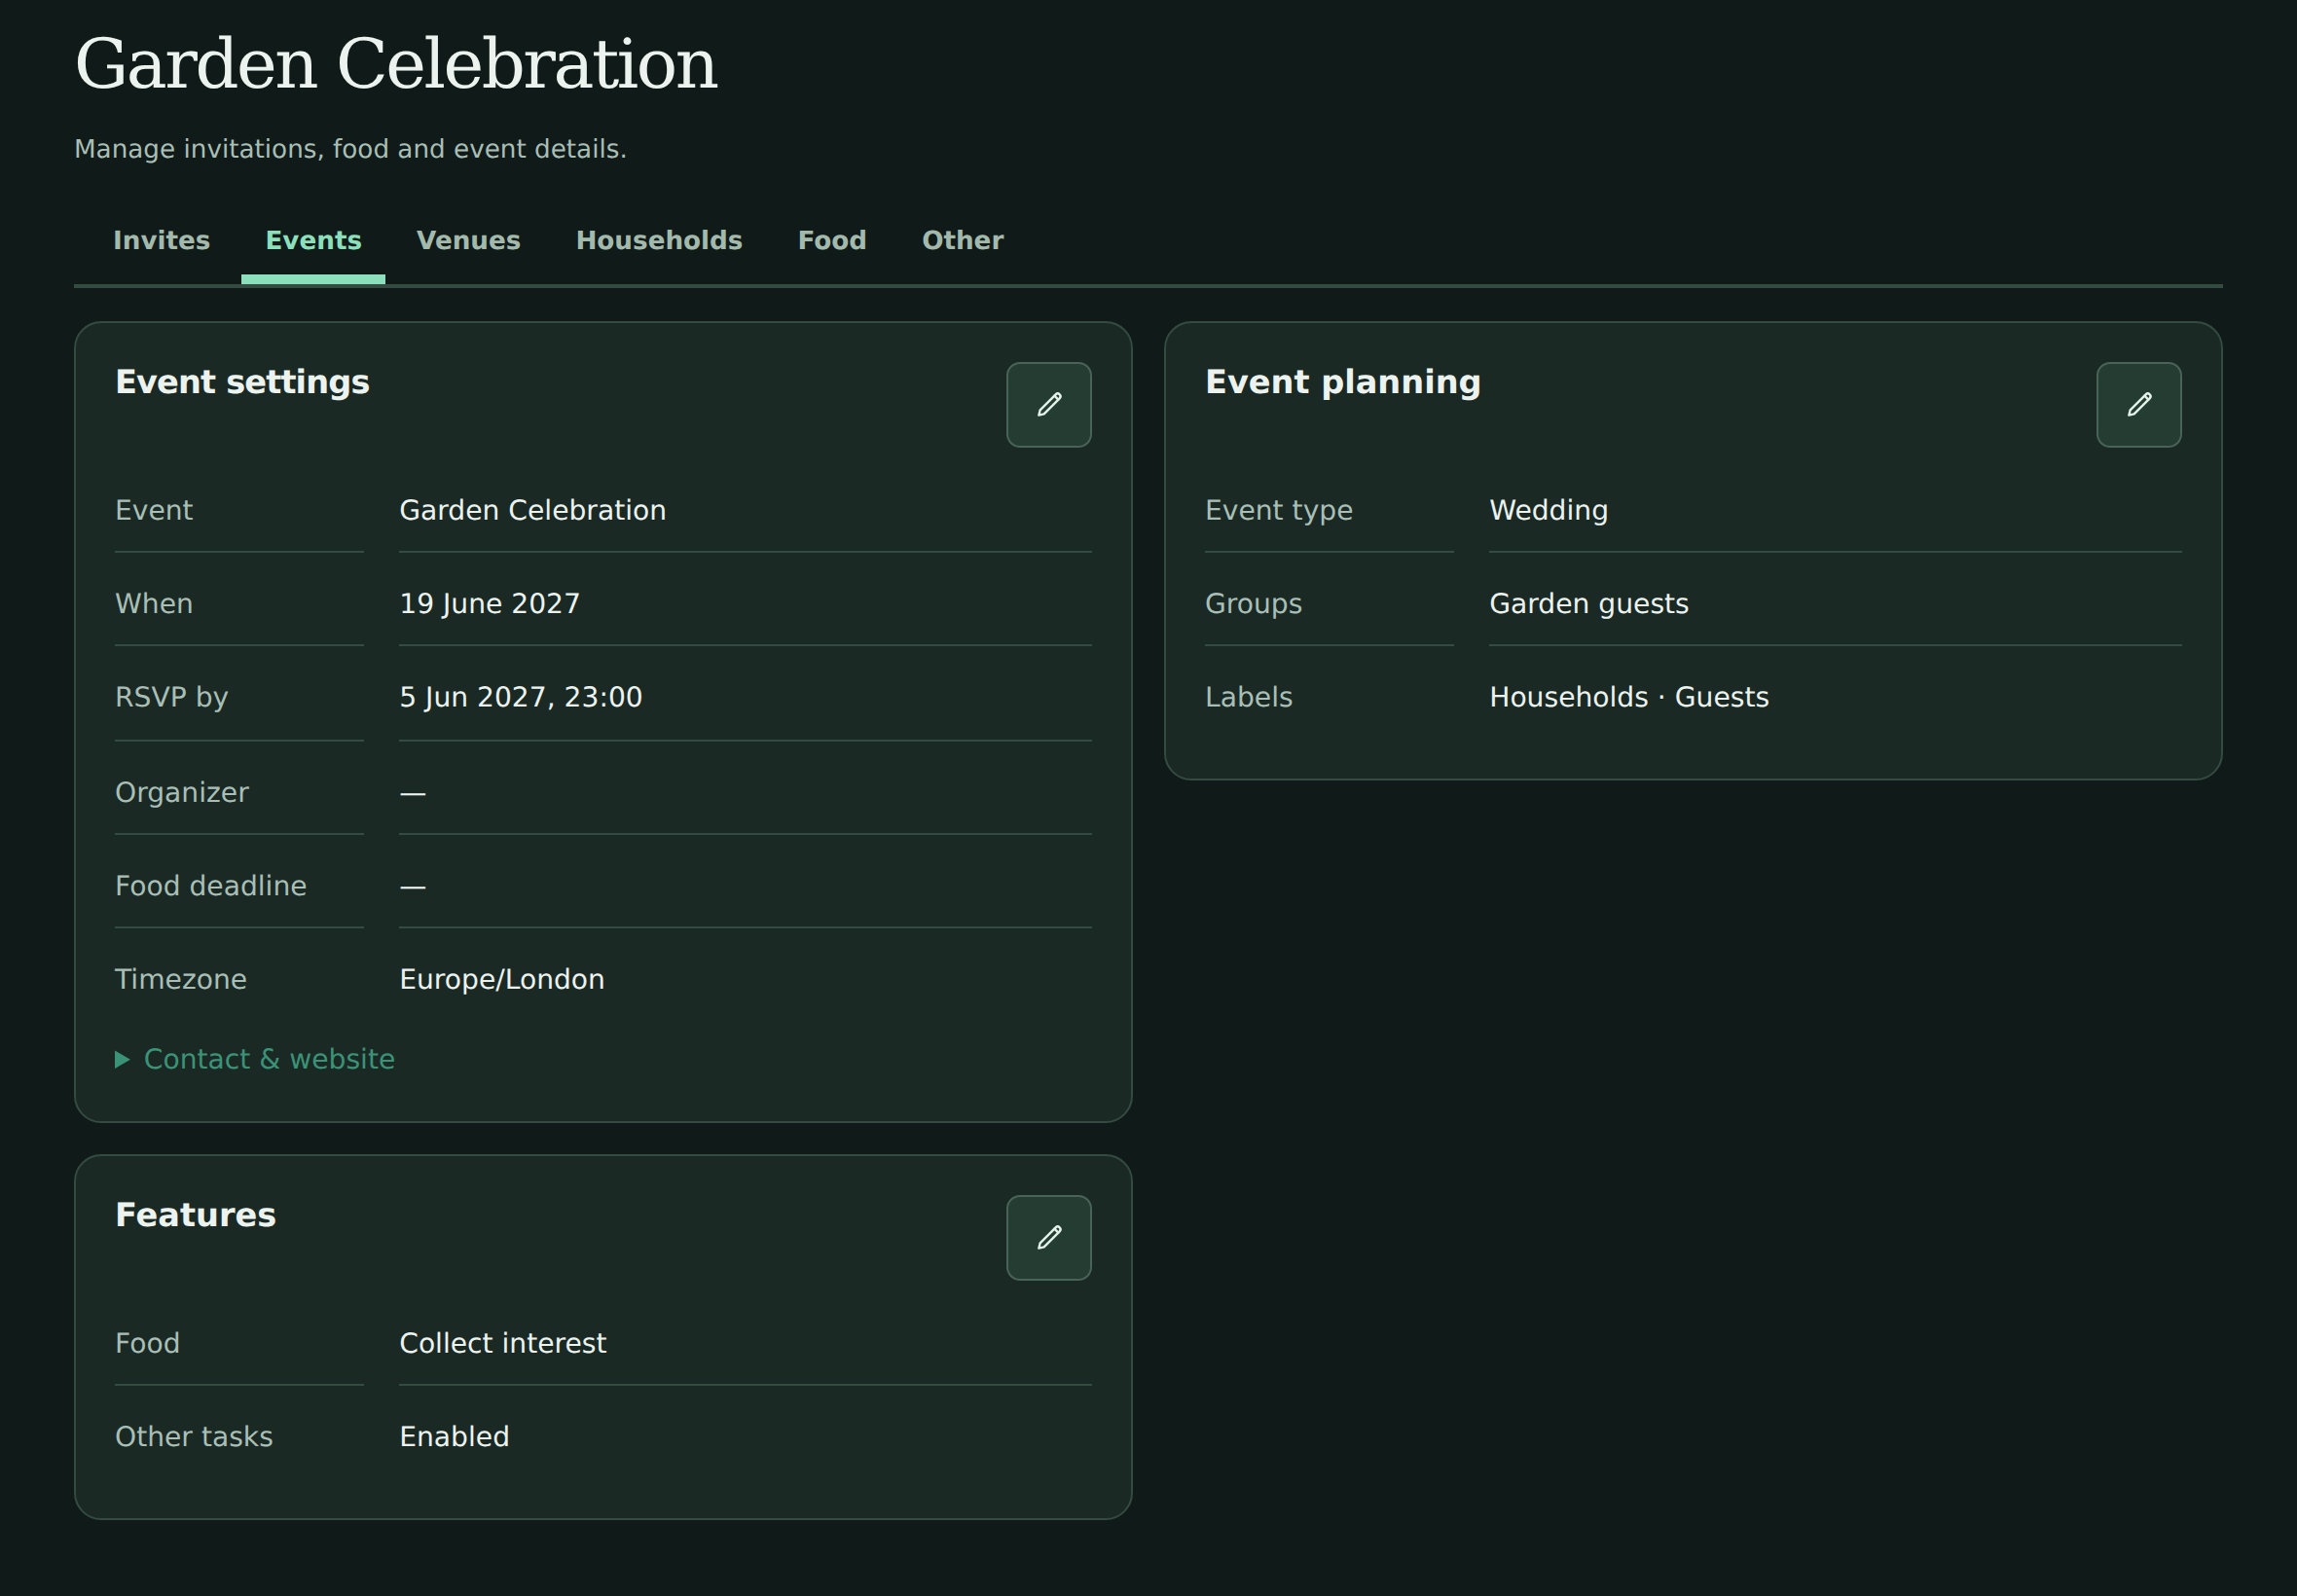 Garden Celebration
Manage invitations, food and event details.
Invites Events Venues Households Food Other
Event settings
Event Garden Celebration
When 19 June 2027
RSVP by 5 Jun 2027, 23:00
Organizer —
Food deadline —
Timezone Europe/London
Contact & website
Event planning
Event type Wedding
Groups Garden guests
Labels Households · Guests
Features
Food Collect interest
Other tasks Enabled